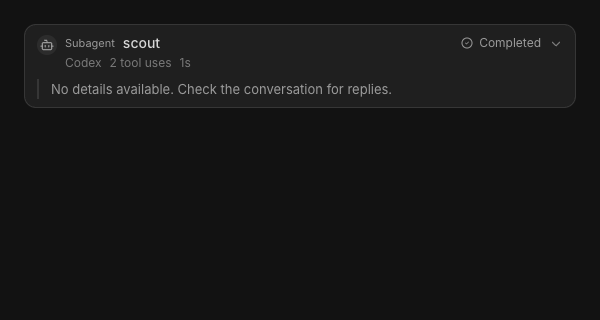 Subagent scout Completed
Codex 2 tool uses 1s
No details available. Check the conversation for replies.